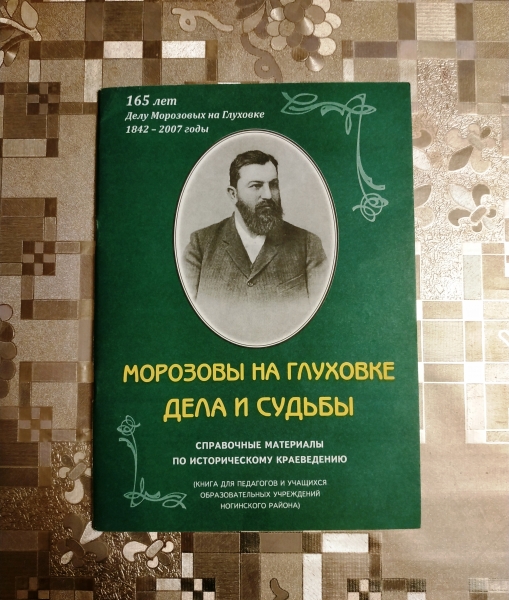 165 лет
Делу Морозовых на Глуховке
1842 – 2007 годы
МОРОЗОВЫ НА ГЛУХОВКЕ
ДЕЛА И СУДЬБЫ
СПРАВОЧНЫЕ МАТЕРИАЛЫ
ПО ИСТОРИЧЕСКОМУ КРАЕВЕДЕНИЮ
(КНИГА ДЛЯ ПЕДАГОГОВ И УЧАЩИХСЯ
ОБРАЗОВАТЕЛЬНЫХ УЧРЕЖДЕНИЙ
НОГИНСКОГО РАЙОНА)